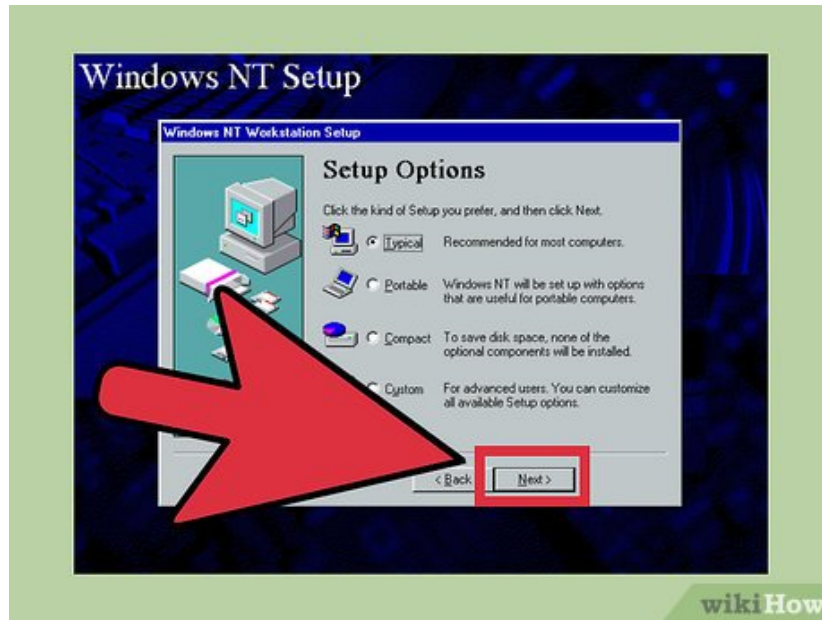 Windows NT Setup
Windows NT Workstation Setup
Setup Options
Click the kind of Setup you prefer, and then click Next.
Typical Recommended for most computers.
Portable Windows NT will be set up with options
that are useful for portable computers.
Compact To save disk space, none of the
optional components will be installed.
Custom For advanced users. You can customize
all available Setup options.
< Back Next >
wikiHow